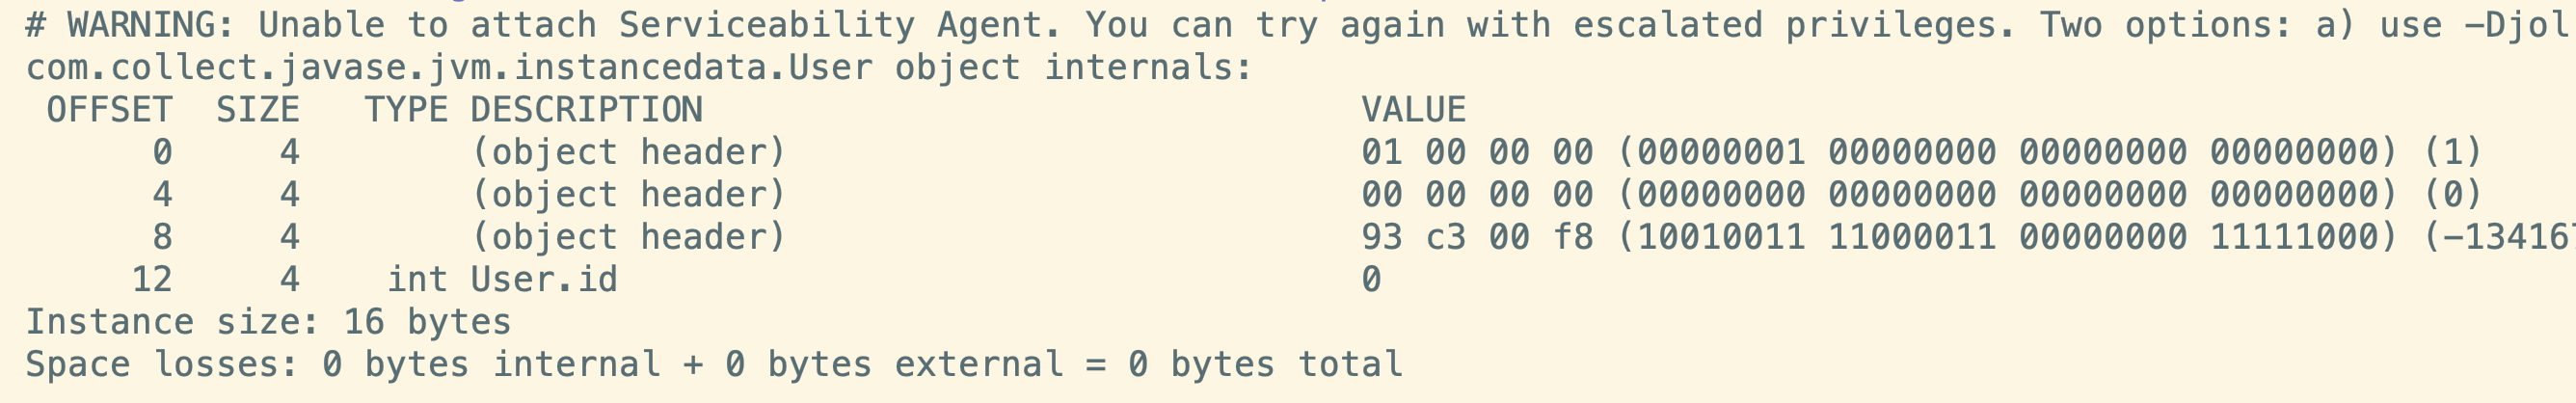 # WARNING: Unable to attach Serviceability Agent. You can try again with escalated privileges. Two options: a) use -Djol
com.collect.javase.jvm.instancedata.User object internals:
 OFFSET  SIZE   TYPE DESCRIPTION                               VALUE
      0     4        (object header)                           01 00 00 00 (00000001 00000000 00000000 00000000) (1)
      4     4        (object header)                           00 00 00 00 (00000000 00000000 00000000 00000000) (0)
      8     4        (object header)                           93 c3 00 f8 (10010011 11000011 00000000 11111000) (-13416
     12     4    int User.id                                   0
Instance size: 16 bytes
Space losses: 0 bytes internal + 0 bytes external = 0 bytes total